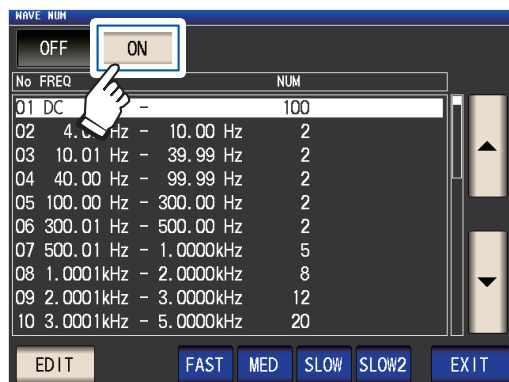 WAVE NUM
OFF ON
No FREQ NUM
01 DC - 100
02 4. Hz - 10.00 Hz 2
03 10.01 Hz - 39.99 Hz 2
04 40.00 Hz - 99.99 Hz 2
05 100.00 Hz - 300.00 Hz 2
06 300.01 Hz - 500.00 Hz 2
07 500.01 Hz - 1.0000kHz 5
08 1.0001kHz - 2.0000kHz 8
09 2.0001kHz - 3.0000kHz 12
10 3.0001kHz - 5.0000kHz 20
EDIT FAST MED SLOW SLOW2 EXIT